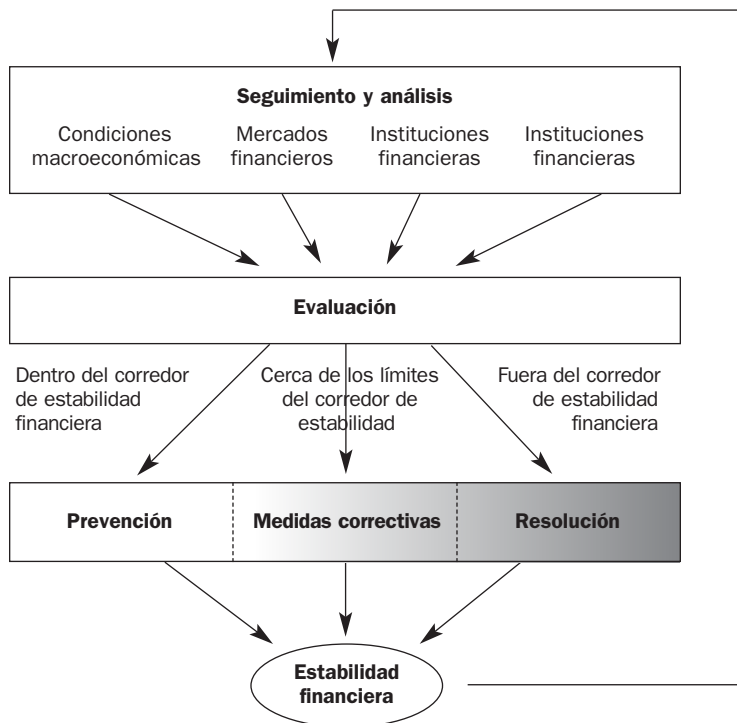 Seguimiento y análisis
Condiciones
macroeconómicas
Mercados
financieros
Instituciones
financieras
Instituciones
financieras
Evaluación
Dentro del corredor
de estabilidad
financiera
Cerca de los límites
del corredor de
estabilidad
Fuera del corredor
de estabilidad
financiera
Prevención
Medidas correctivas
Resolución
Estabilidad
financiera